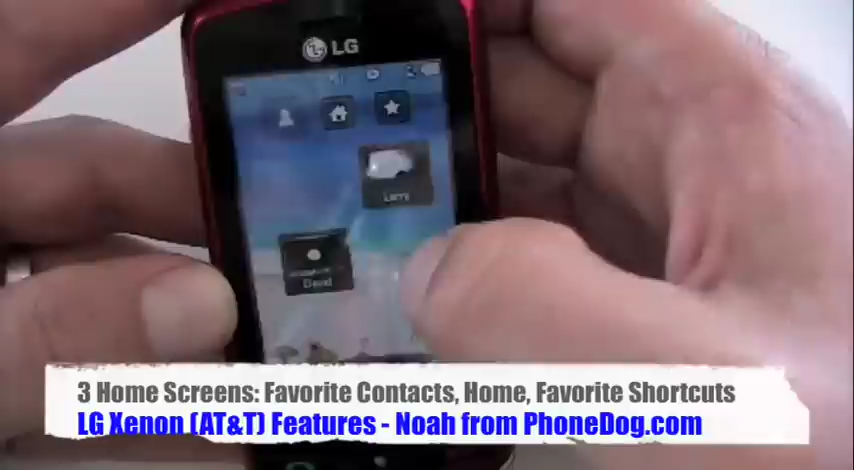 LG
Larry
David
3 Home Screens: Favorite Contacts, Home, Favorite Shortcuts
LG Xenon (AT&T) Features - Noah from PhoneDog.com